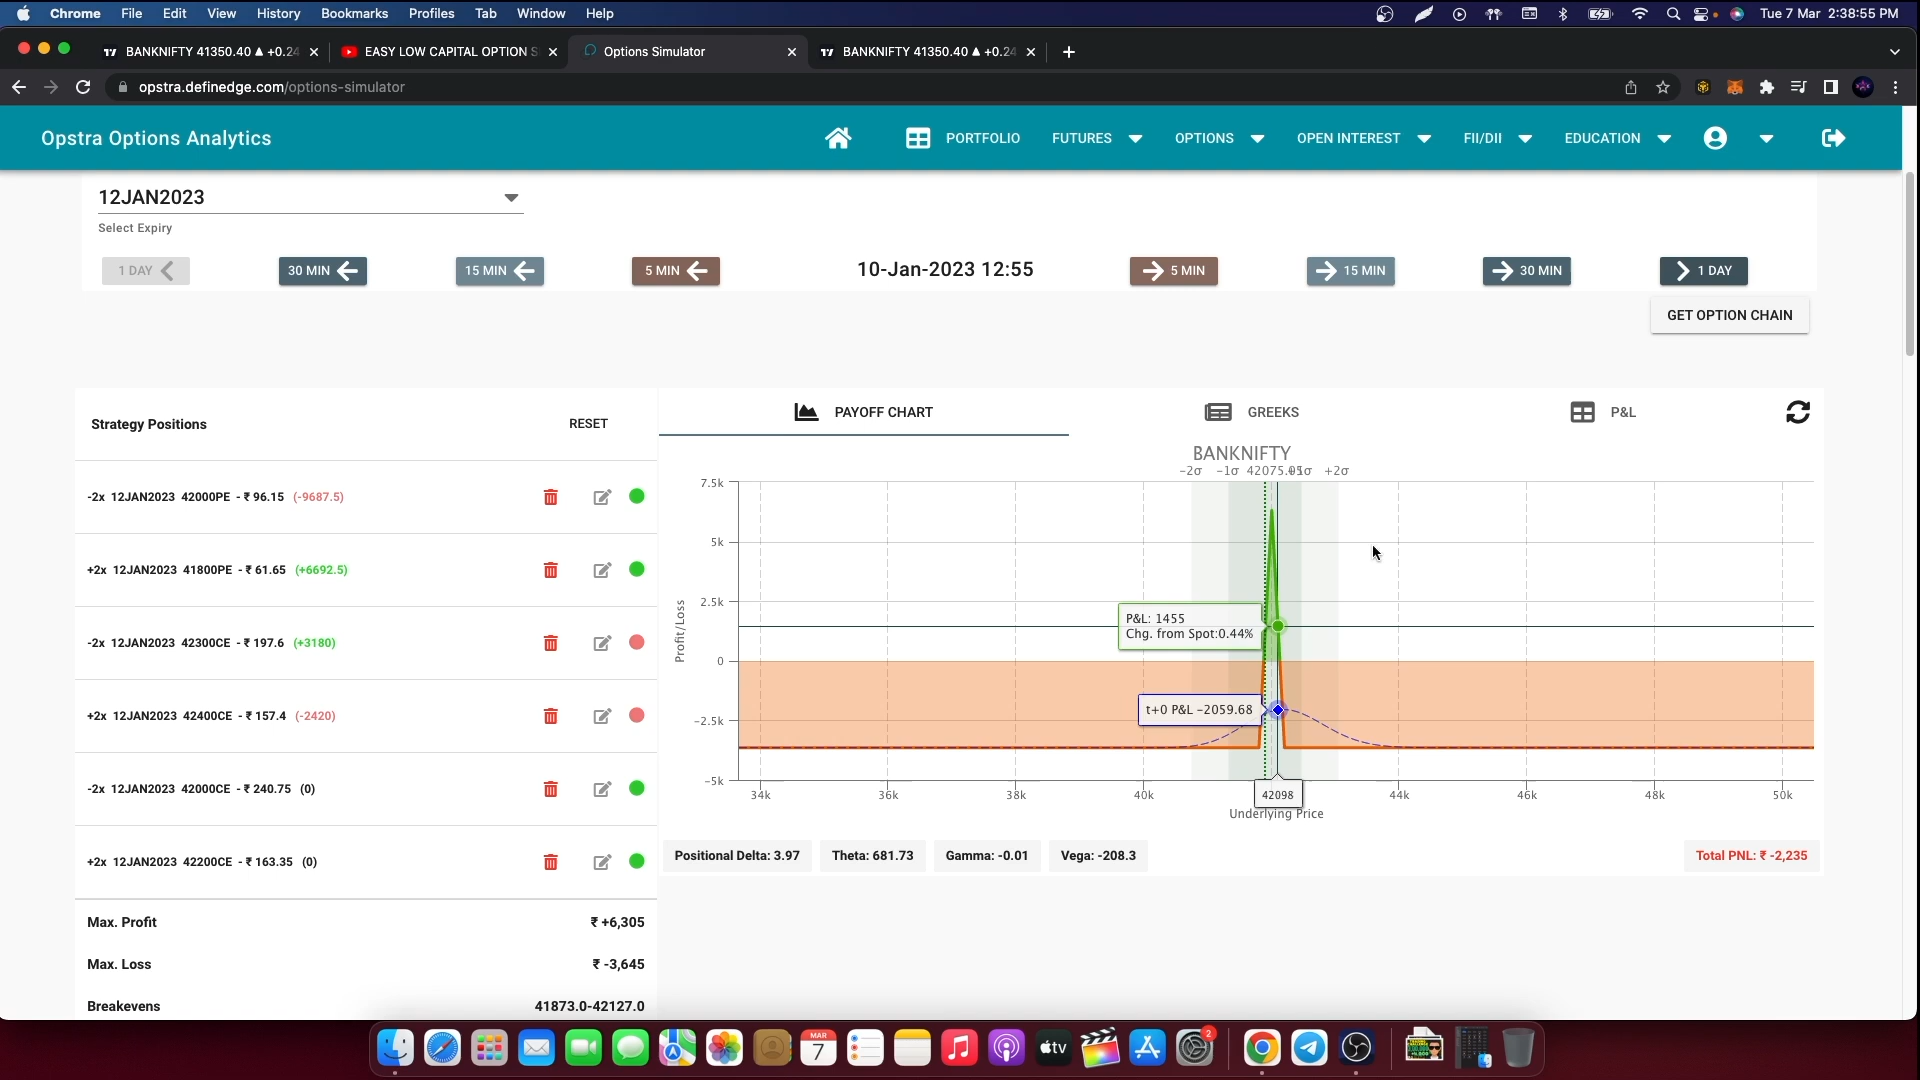 Chrome File Edit View History Bookmarks Profiles Tab Window Help
2
Tue 7 Mar 2:38:55 PM
BANKNIFTY 41350.40 ▲ +0.24
EASY LOW CAPITAL OPTION S
Options Simulator
BANKNIFTY 41350.40 ▲ +0.24
opstra.definedge.com/options-simulator
Opstra Options Analytics
PORTFOLIO FUTURES OPTIONS OPEN INTEREST FII/DII EDUCATION
12JAN2023
Select Expiry
1 DAY 30 MIN 15 MIN 5 MIN 10-Jan-2023 12:55 5 MIN 15 MIN 30 MIN 1 DAY
GET OPTION CHAIN
Strategy Positions RESET
-2x 12JAN2023 42000PE - ₹ 96.15 (-9687.5)
+2x 12JAN2023 41800PE - ₹ 61.65 (+6692.5)
-2x 12JAN2023 42300CE - ₹ 197.6 (+3180)
+2x 12JAN2023 42400CE - ₹ 157.4 (-2420)
-2x 12JAN2023 42000CE - ₹ 240.75 (0)
+2x 12JAN2023 42200CE - ₹ 163.35 (0)
Max. Profit ₹ +6,305
Max. Loss ₹ -3,645
Breakevens 41873.0-42127.0
PAYOFF CHART GREEKS P&L
BANKNIFTY
-2σ -1σ 42075.05 +1σ +2σ
7.5k
5k
2.5k
0
-2.5k
-5k
Profit/Loss
P&L: 1455
Chg. from Spot:0.44%
t+0 P&L -2059.68
34k 36k 38k 40k 42098 44k 46k 48k 50k
Underlying Price
Positional Delta: 3.97 Theta: 681.73 Gamma: -0.01 Vega: -208.3 Total PNL: ₹ -2,235
MAR
7
tv
2